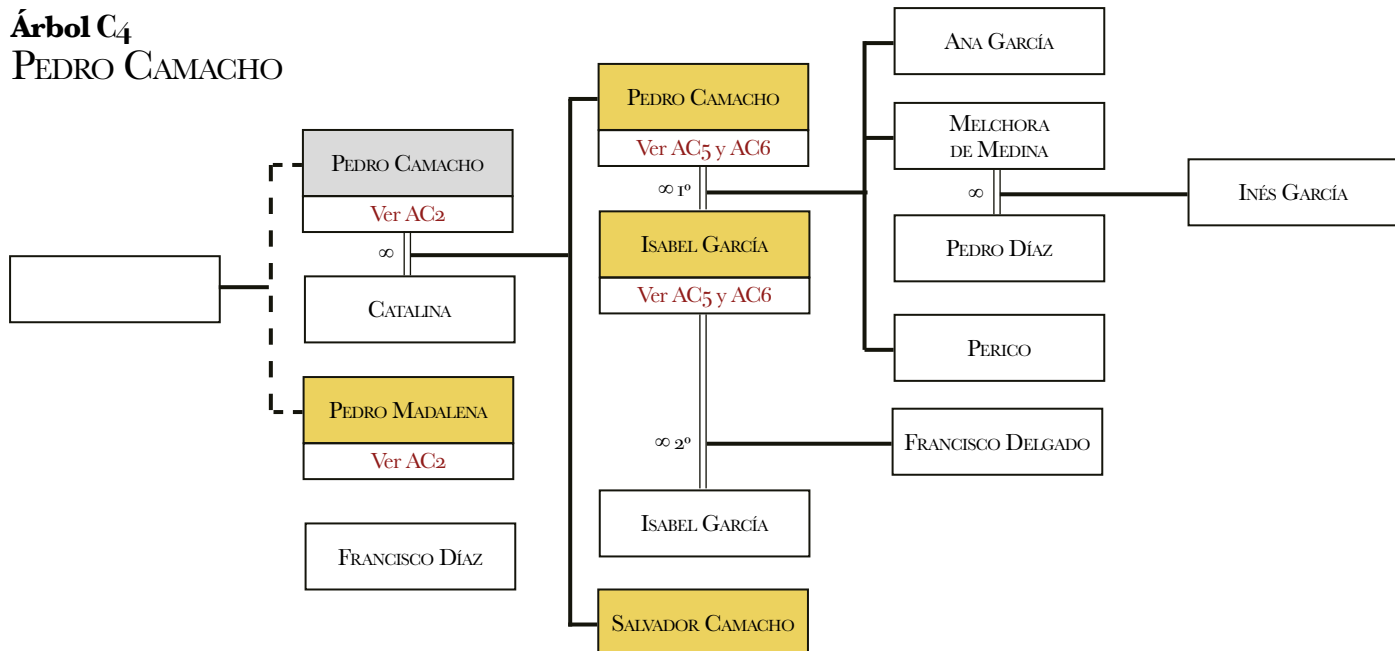 Árbol C4
Pedro Camacho
Pedro Camacho
Ver AC2
∞
Catalina
Pedro Madalena
Ver AC2
Francisco Díaz
Pedro Camacho
Ver AC5 y AC6
∞ 1º
Isabel García
Ver AC5 y AC6
∞ 2º
Isabel García
Salvador Camacho
Ana García
Melchora
de Medina
∞
Pedro Díaz
Perico
Francisco Delgado
Inés García